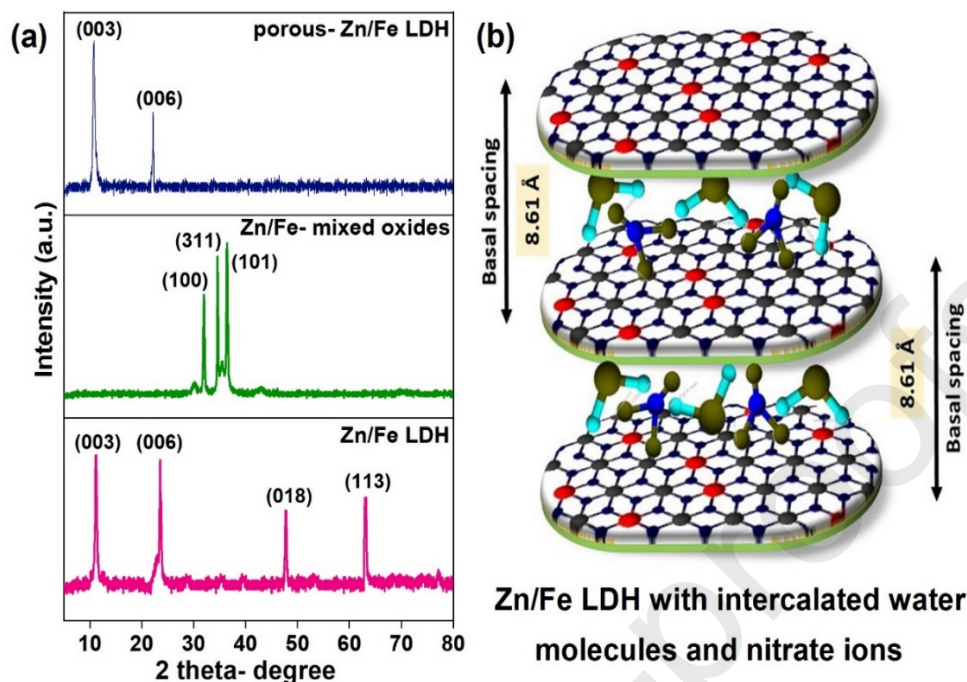 (a)
porous- Zn/Fe LDH
(003)
(006)
Zn/Fe- mixed oxides
(311)
(100)
(101)
Zn/Fe LDH
(003)
(006)
(018)
(113)
Intensity (a.u.)
10 20 30 40 50 60 70 80
2 theta- degree
(b)
Basal spacing
8.61 Å
8.61 Å
Basal spacing
Zn/Fe LDH with intercalated water
molecules and nitrate ions